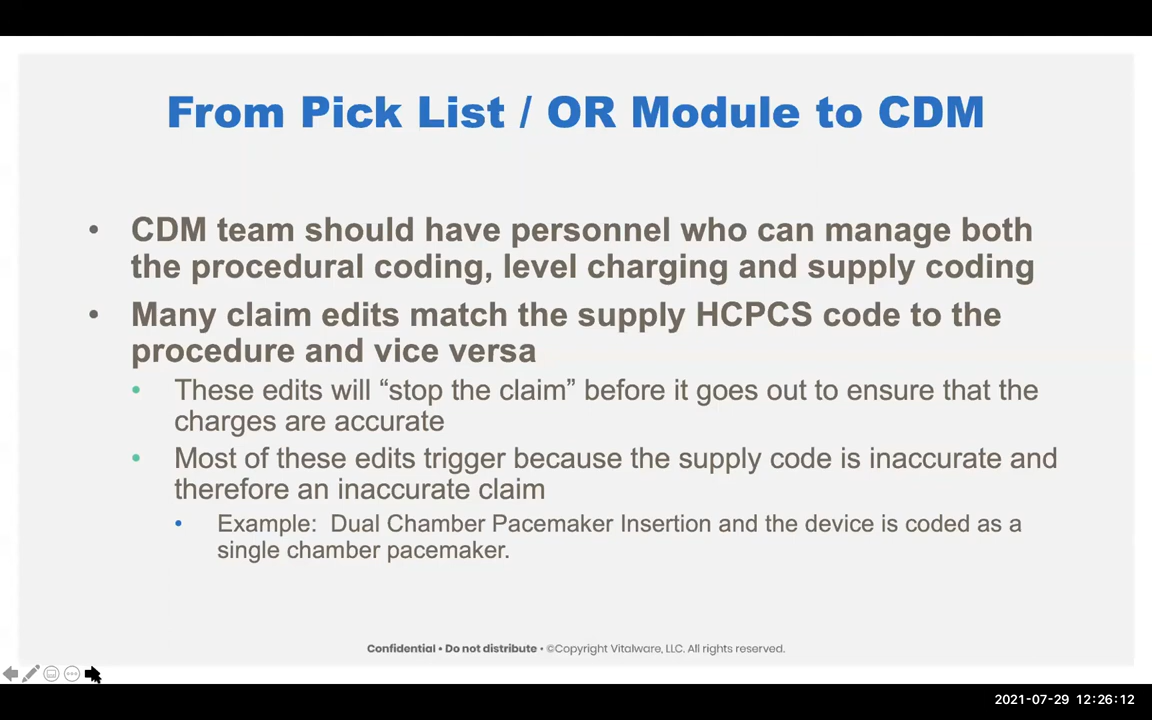 From Pick List / OR Module to CDM
• CDM team should have personnel who can manage both
the procedural coding, level charging and supply coding
• Many claim edits match the supply HCPCS code to the
procedure and vice versa
• These edits will “stop the claim” before it goes out to ensure that the
charges are accurate
• Most of these edits trigger because the supply code is inaccurate and
therefore an inaccurate claim
• Example:  Dual Chamber Pacemaker Insertion and the device is coded as a
single chamber pacemaker.
Confidential • Do not distribute • ©Copyright Vitalware, LLC. All rights reserved.
2021-07-29 12:26:12